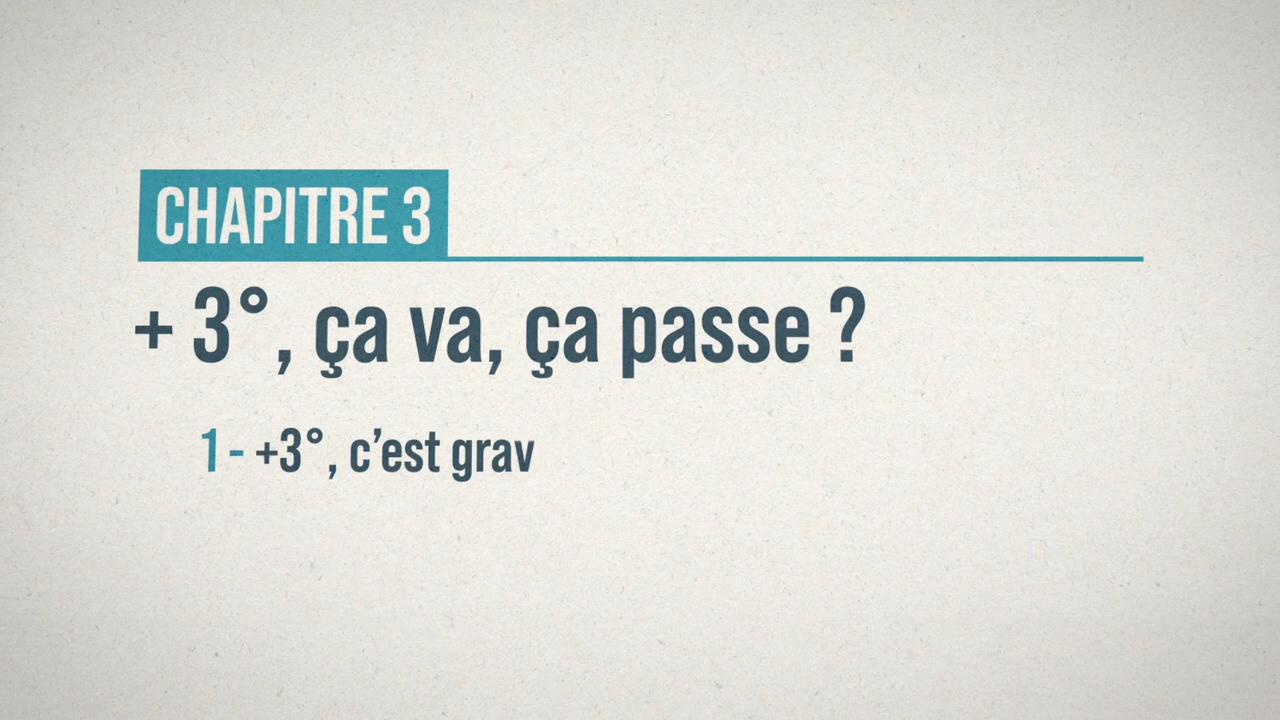 CHAPITRE 3
+ 3°, ça va, ça passe ?
1- +3°, c’est grav